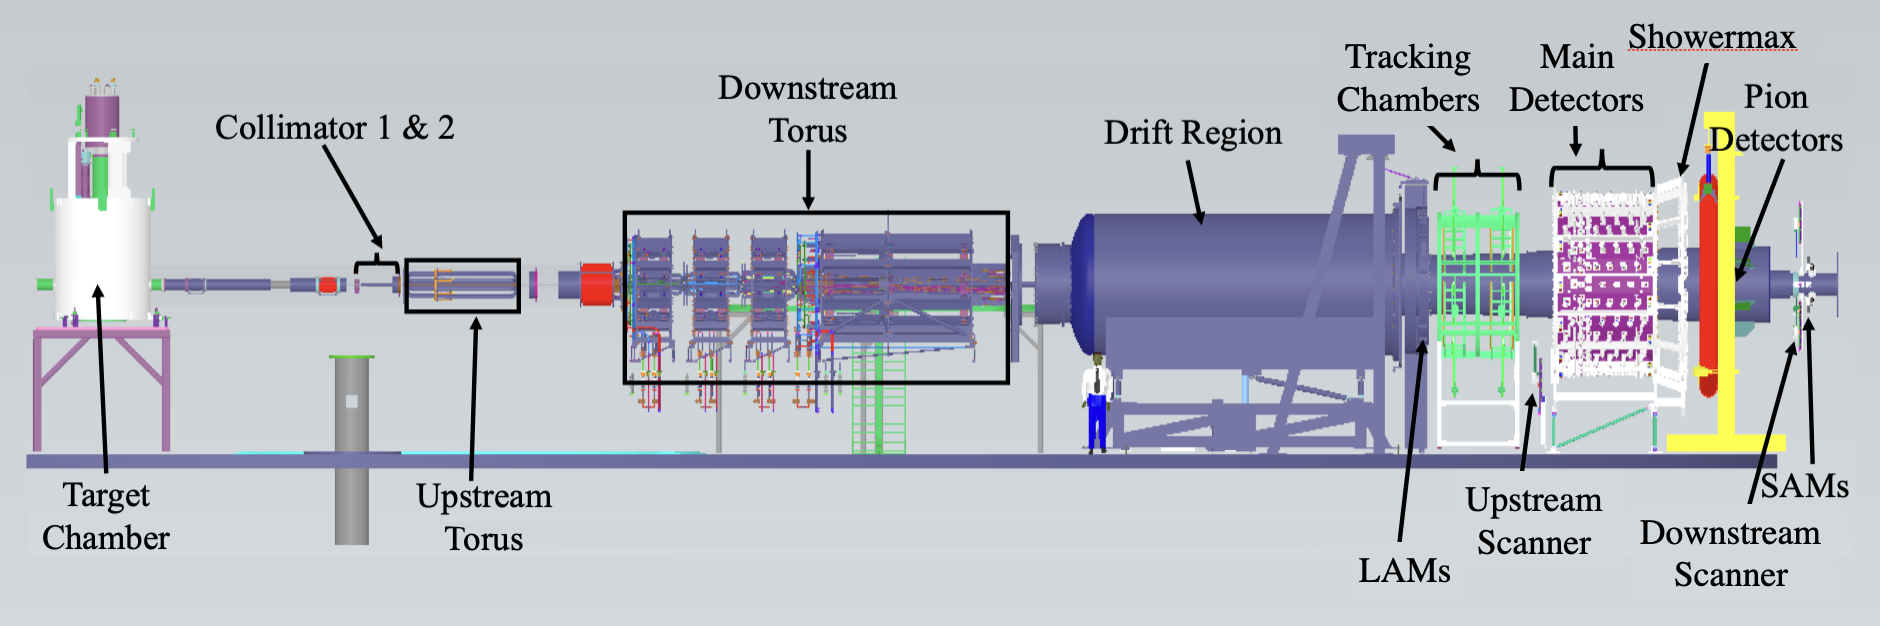 Showermax
Tracking
Chambers
Main
Detectors
Downstream
Torus
Pion
Detectors
Collimator 1 & 2
Drift Region
Target
Chamber
Upstream
Torus
LAMs
Upstream
Scanner
SAMs
Downstream
Scanner